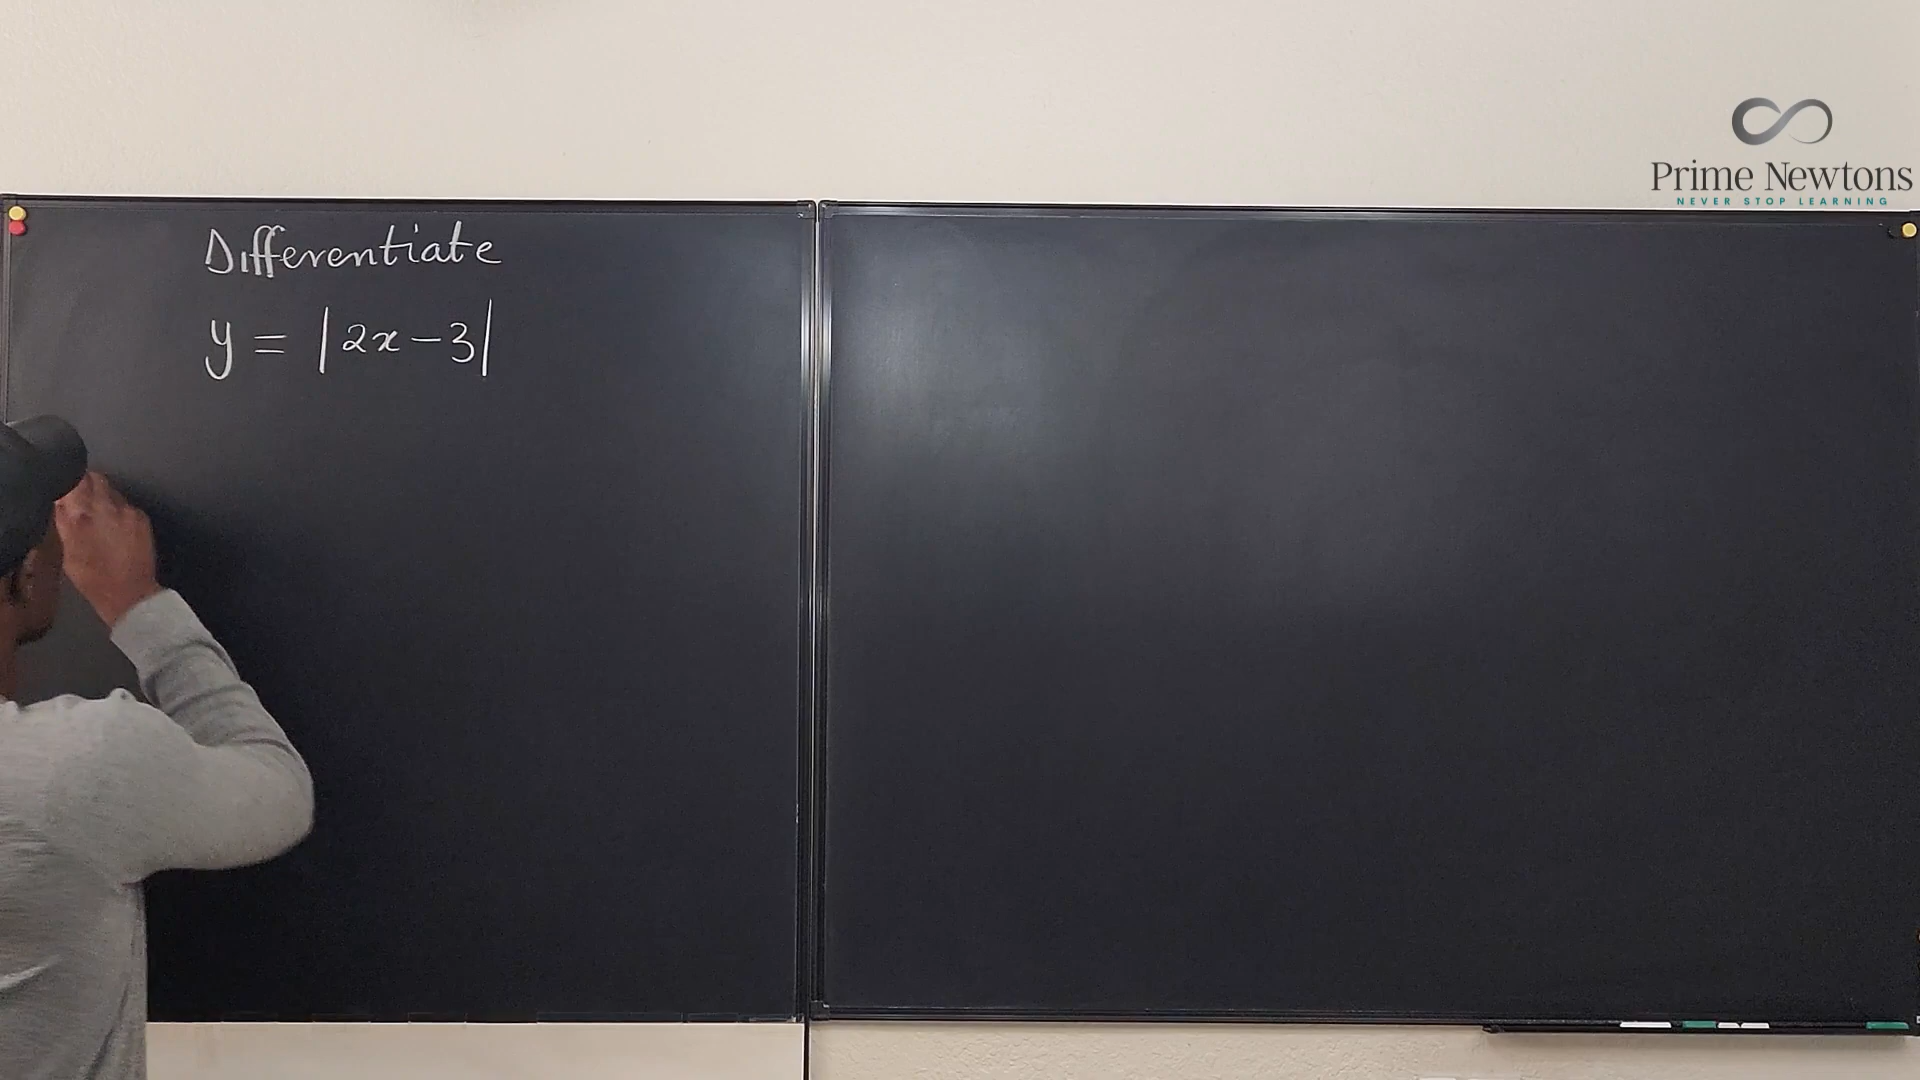 Prime Newtons
NEVER STOP LEARNING
Differentiate
y = |2x-3|